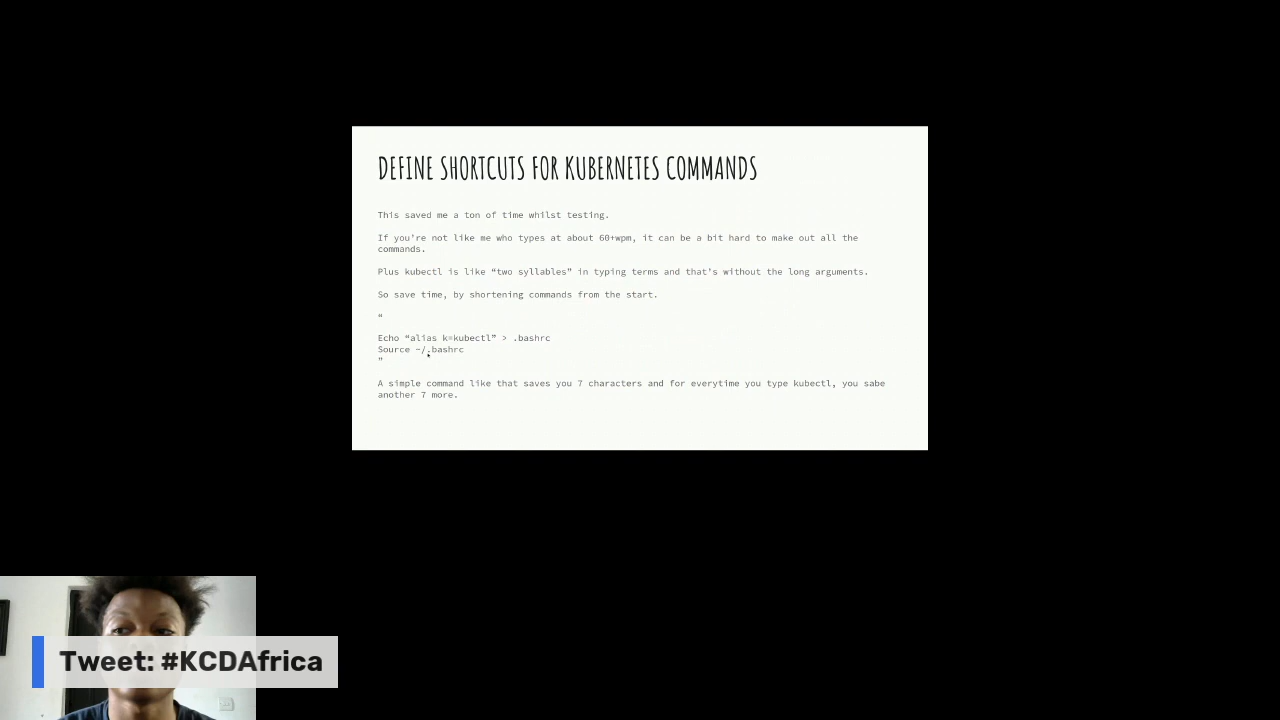 DEFINE SHORTCUTS FOR KUBERNETES COMMANDS
This saved me a ton of time whilst testing.
If you’re not like me who types at about 60+wpm, it can be a bit hard to make out all the
commands.
Plus kubectl is like “two syllables” in typing terms and that’s without the long arguments.
So save time, by shortening commands from the start.
“
Echo “alias k=kubectl” > .bashrc
Source ~/.bashrc
”
A simple command like that saves you 7 characters and for everytime you type kubectl, you sabe
another 7 more.
Tweet: #KCDAfrica